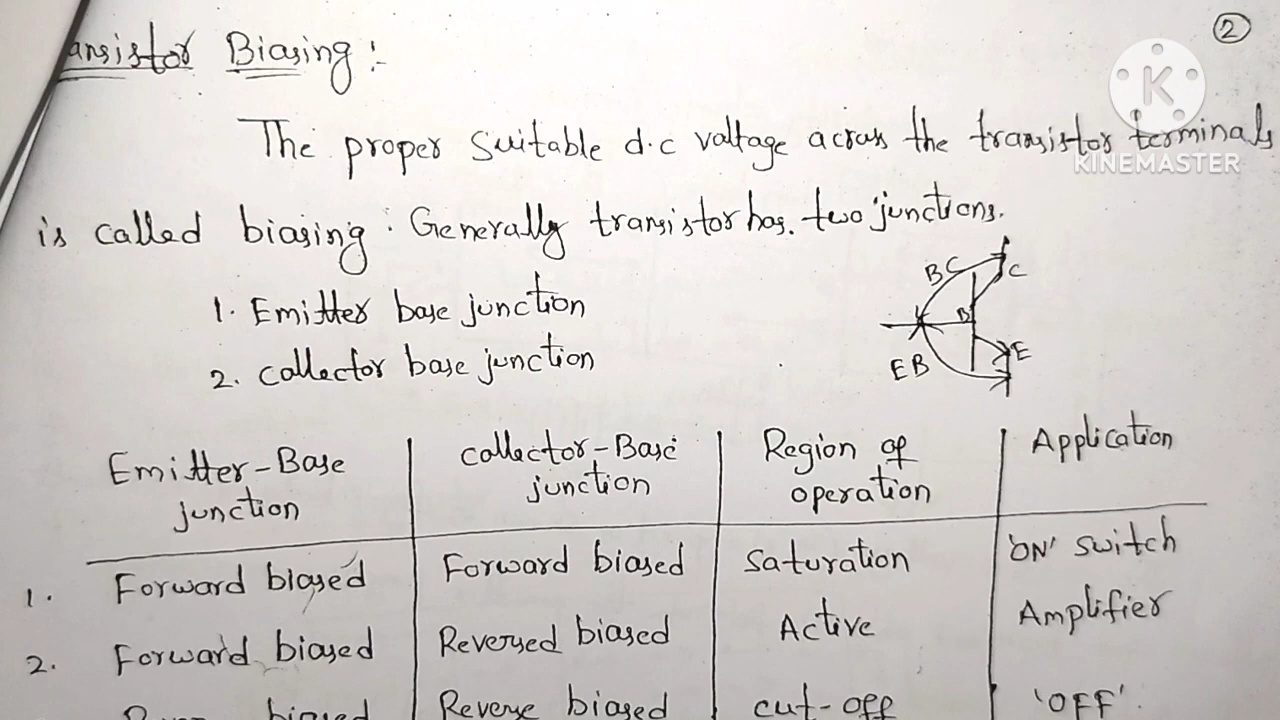 2
ansistor Biasing :-
K
KINEMASTER
The proper suitable d.c voltage across the transistor terminals
is called biasing. Generally transistor has. two junctions.
1. Emitter base junction
2. collector base junction
BC
C
B
E
EB
Emitter-Base junction | collector-Base junction | Region of operation | Application
1. Forward biased | Forward biased | saturation | 'ON' switch
2. Forward biased | Reversed biased | Active | Amplifier
biased | Reverse biased | cut-off | 'OFF'.